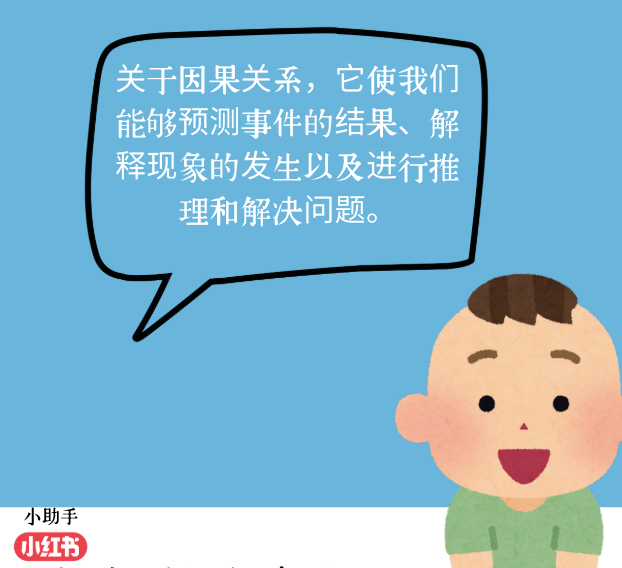 关于因果关系，它使我们
能够预测事件的结果、解
释现象的发生以及进行推
理和解决问题。
小助手
小红书